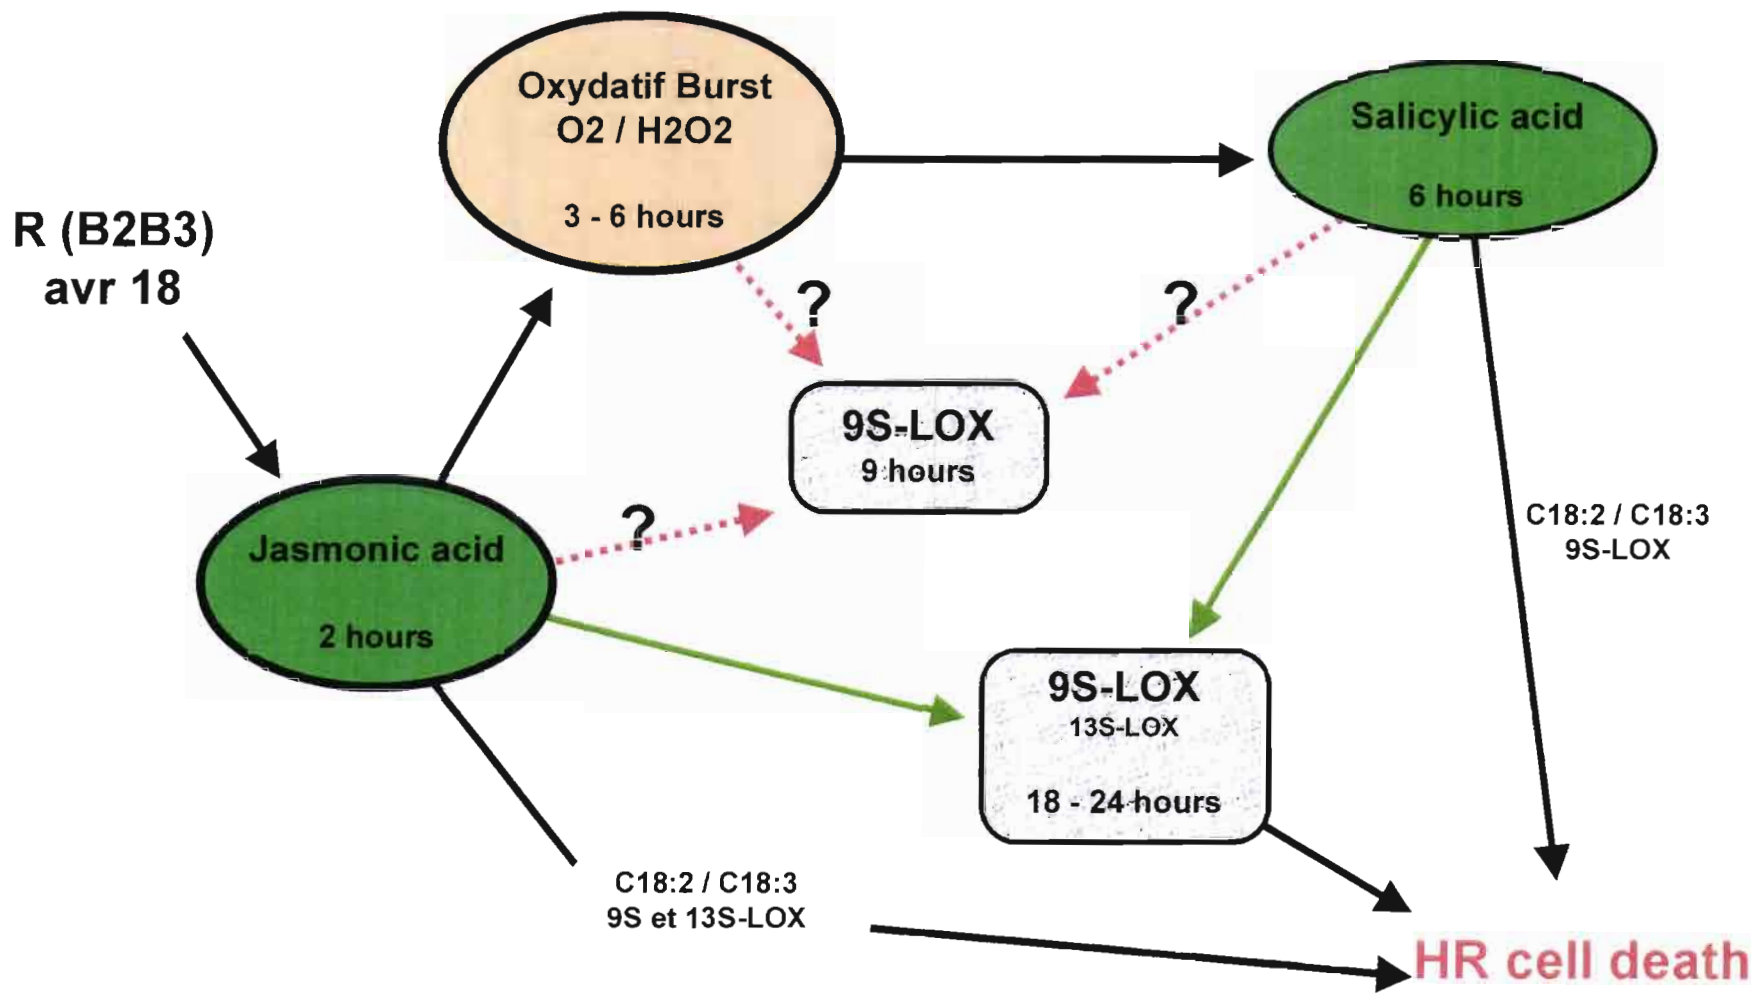 Oxydatif Burst
O2 / H2O2
3 - 6 hours
Salicylic acid
6 hours
R (B2B3)
avr 18
?
?
9S-LOX
9 hours
?
Jasmonic acid
2 hours
C18:2 / C18:3
9S-LOX
9S-LOX
13S-LOX
18 - 24 hours
C18:2 / C18:3
9S et 13S-LOX
HR cell death